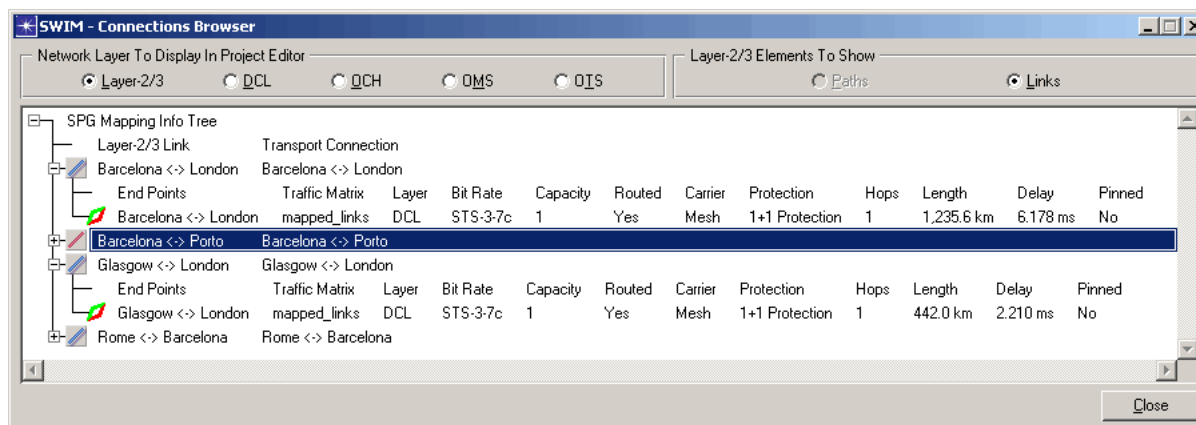 SWIM - Connections Browser
Network Layer To Display In Project Editor
Layer-2/3 DCL OCH OMS OTS
Layer-2/3 Elements To Show
Paths Links
SPG Mapping Info Tree
Layer-2/3 Link Transport Connection
Barcelona <-> London Barcelona <-> London
End Points Traffic Matrix Layer Bit Rate Capacity Routed Carrier Protection Hops Length Delay Pinned
Barcelona <-> London mapped_links DCL STS-3-7c 1 Yes Mesh 1+1 Protection 1 1,235.6 km 6.178 ms No
Barcelona <-> Porto Barcelona <-> Porto
Glasgow <-> London Glasgow <-> London
End Points Traffic Matrix Layer Bit Rate Capacity Routed Carrier Protection Hops Length Delay Pinned
Glasgow <-> London mapped_links DCL STS-3-7c 1 Yes Mesh 1+1 Protection 1 442.0 km 2.210 ms No
Rome <-> Barcelona Rome <-> Barcelona
Close